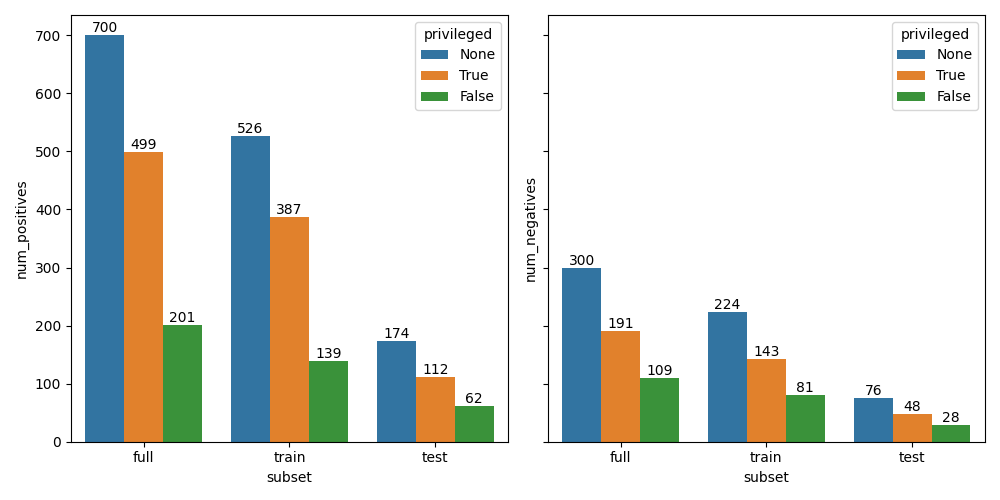 700
600
500
400
300
200
100
0
num_positives
700
499
201
526
387
139
174
112
62
privileged
None
True
False
full train test
subset
num_negatives
300
191
109
224
143
81
76
48
28
privileged
None
True
False
full train test
subset